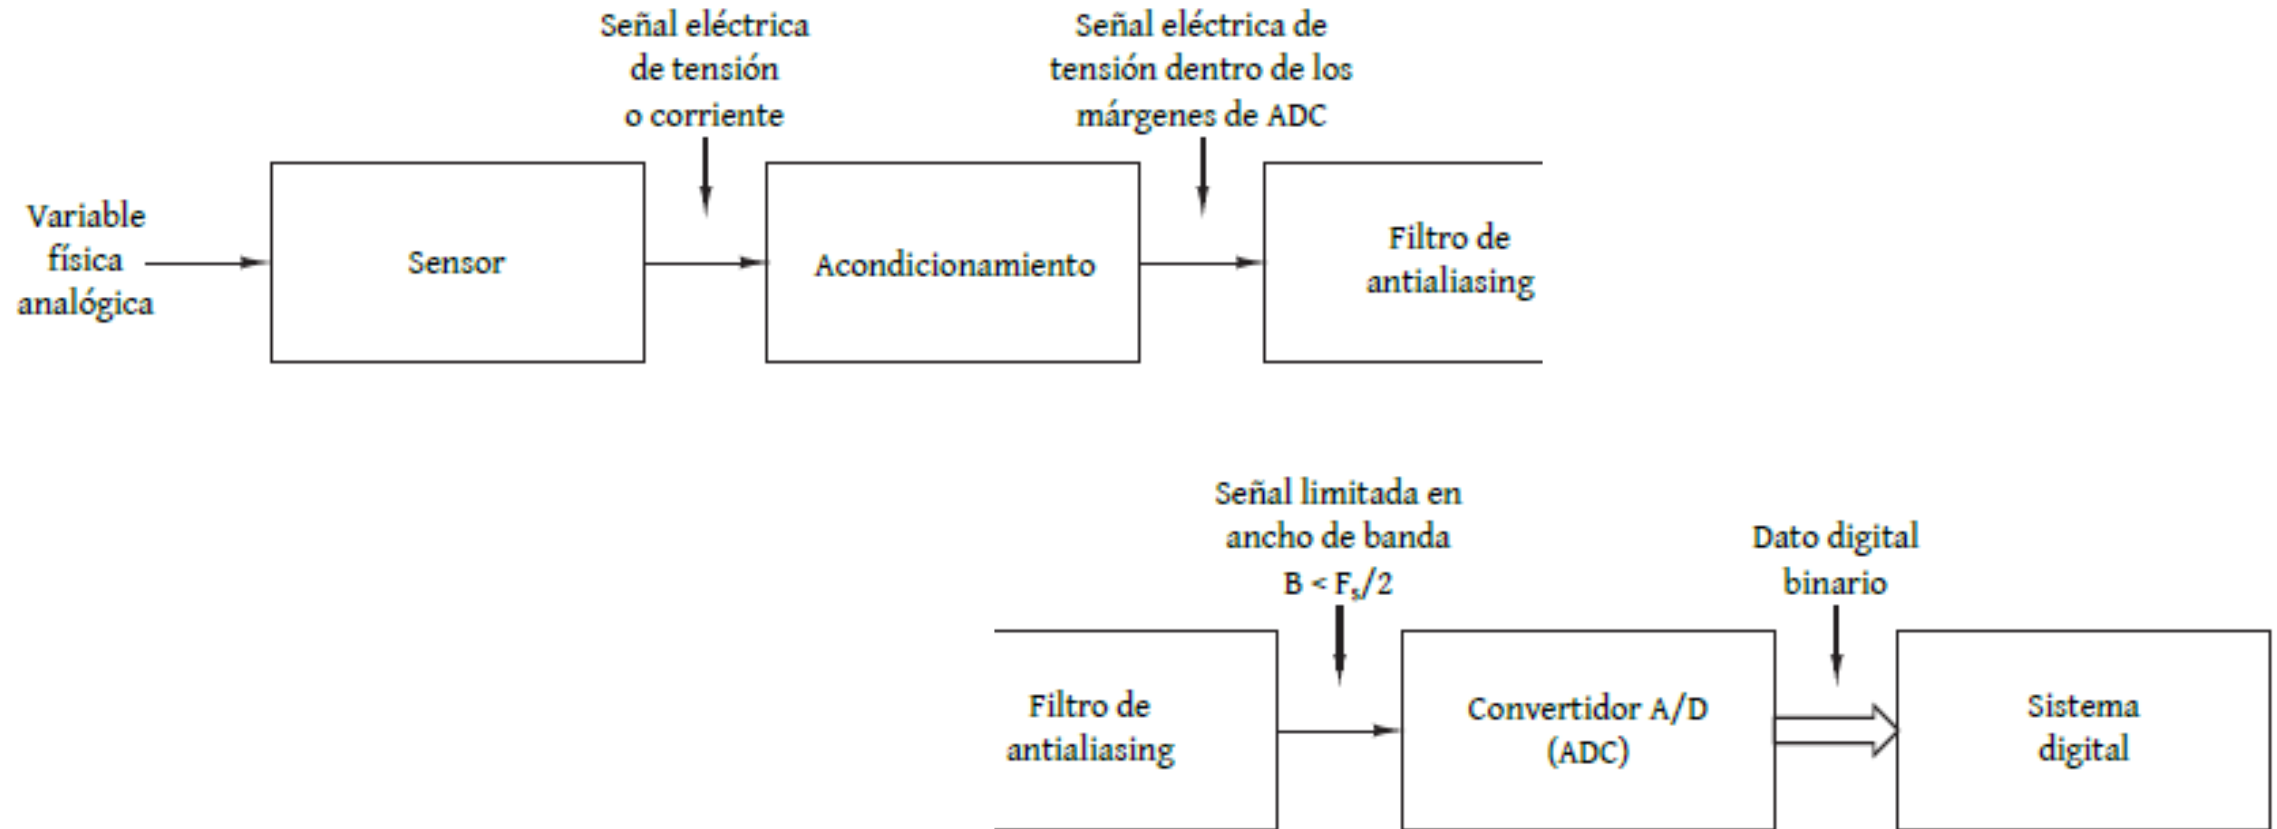 Señal eléctrica
de tensión
o corriente
Señal eléctrica de
tensión dentro de los
márgenes de ADC
Variable
física
analógica
Sensor
Acondicionamiento
Filtro de
antialiasing
Señal limitada en
ancho de banda
B < Fs/2
Dato digital
binario
Filtro de
antialiasing
Convertidor A/D
(ADC)
Sistema
digital